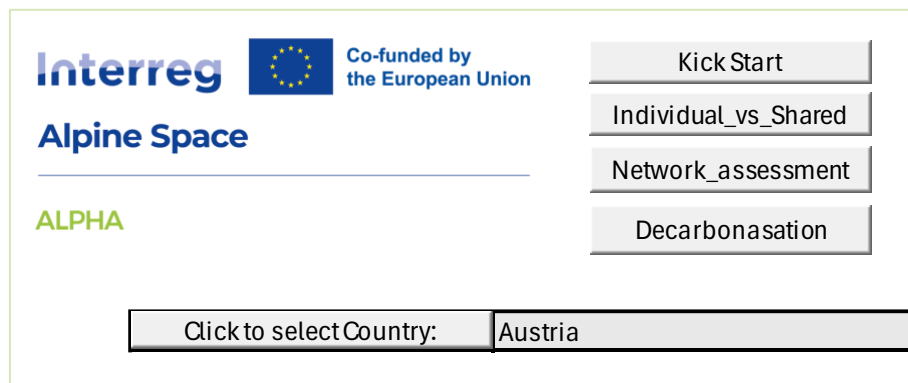 Interreg
Co-funded by
the European Union
Alpine Space
ALPHA
Kick Start
Individual_vs_Shared
Network_assessment
Decarbonasation
Click to select Country:
Austria